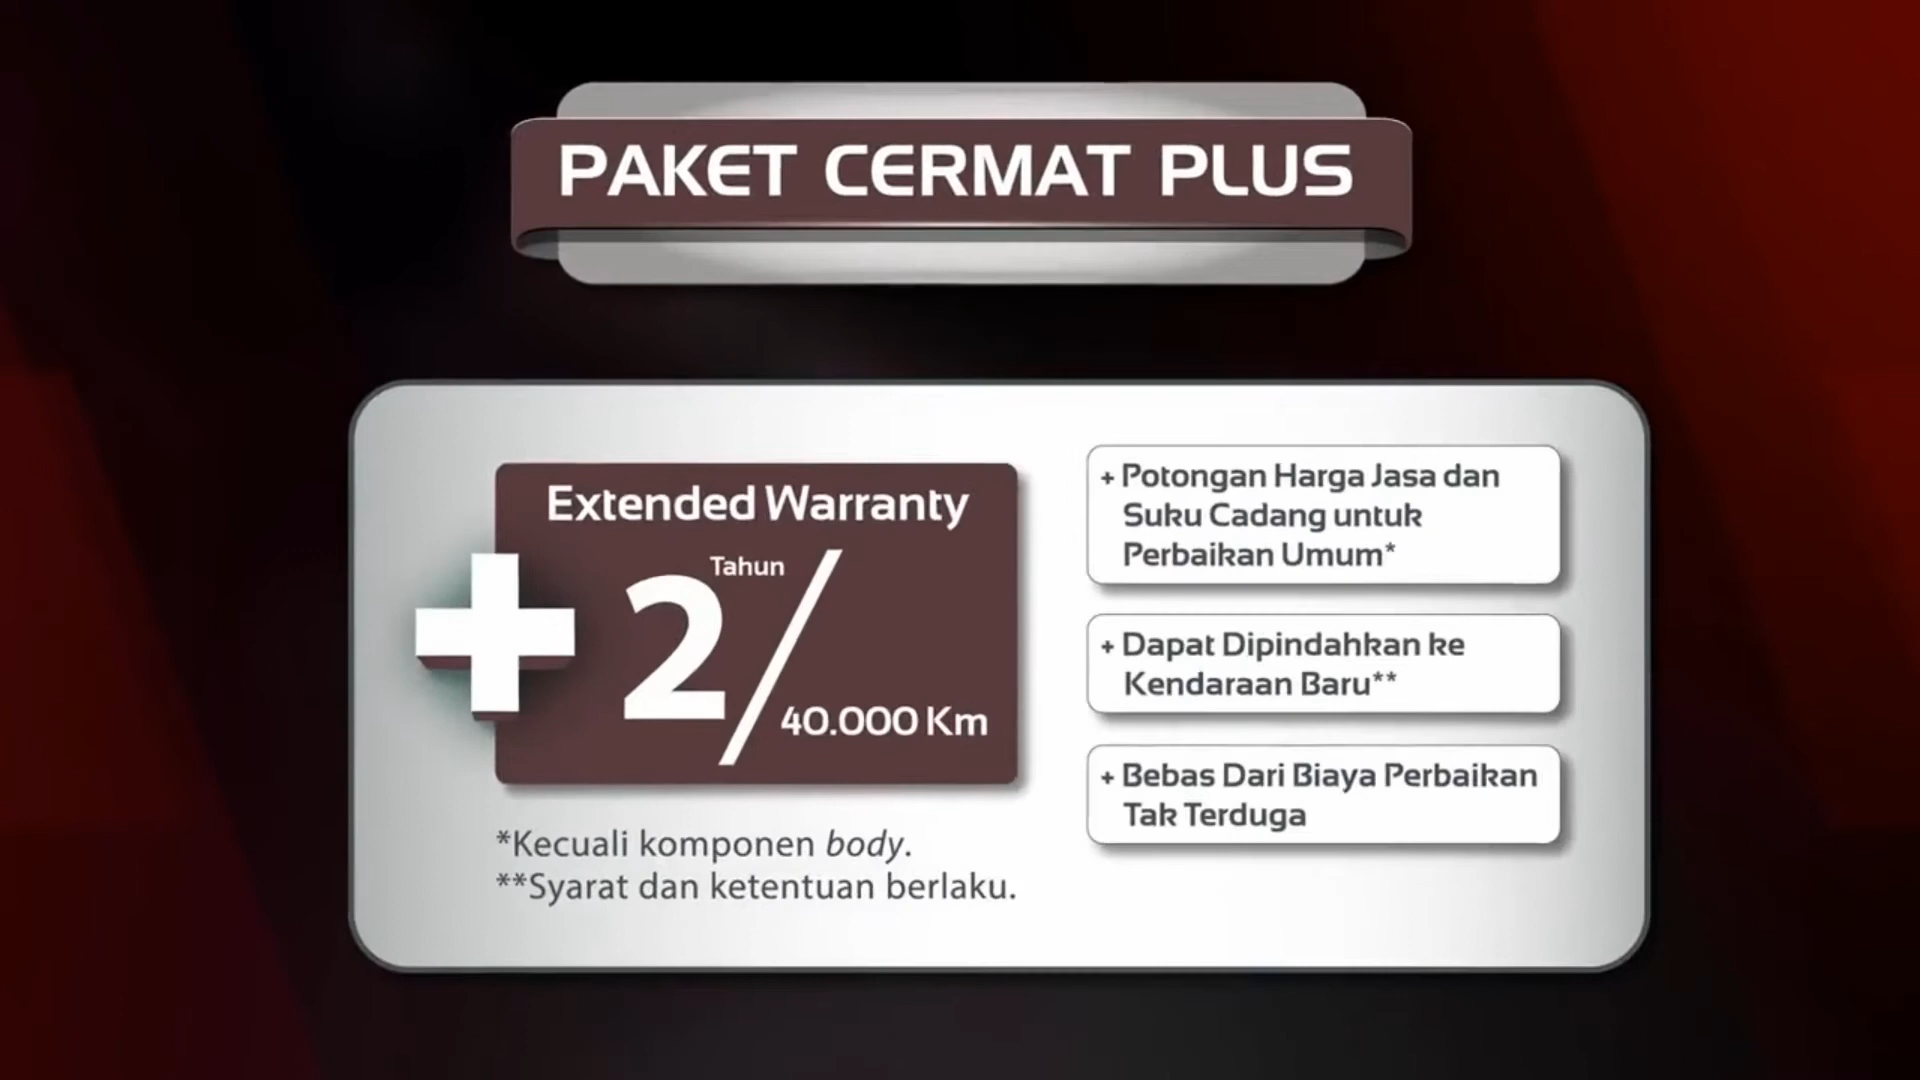 PAKET CERMAT PLUS
Extended Warranty
Tahun
2/
40.000 Km
*Kecuali komponen body.
**Syarat dan ketentuan berlaku.
+ Potongan Harga Jasa dan
Suku Cadang untuk
Perbaikan Umum*
+ Dapat Dipindahkan ke
Kendaraan Baru**
+ Bebas Dari Biaya Perbaikan
Tak Terduga